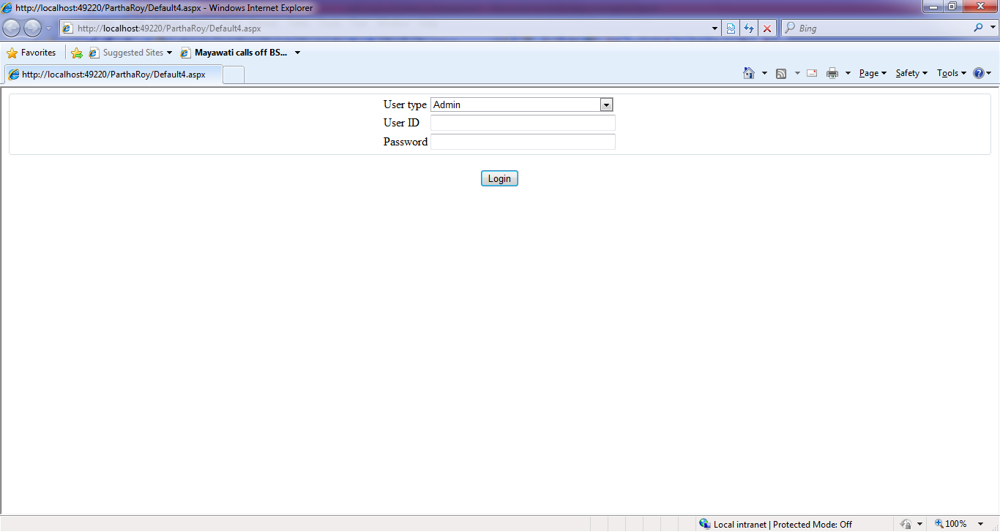 http://localhost:49220/ParthaRoy/Default4.aspx - Windows Internet Explorer
http://localhost:49220/ParthaRoy/Default4.aspx
Bing
Favorites
Suggested Sites
Mayawati calls off BS...
http://localhost:49220/ParthaRoy/Default4.aspx
Page
Safety
Tools
User type Admin
User ID
Password
Login
Local intranet | Protected Mode: Off
100%